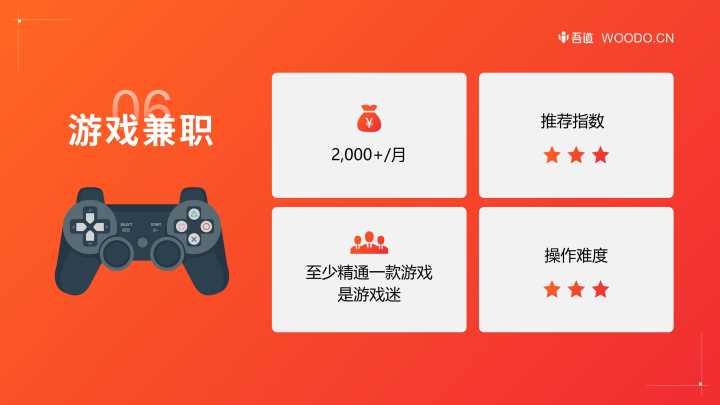 吾道 WOODO.CN
06
游戏兼职
¥
2,000+/月
推荐指数
至少精通一款游戏
是游戏迷
操作难度
SELECT
START